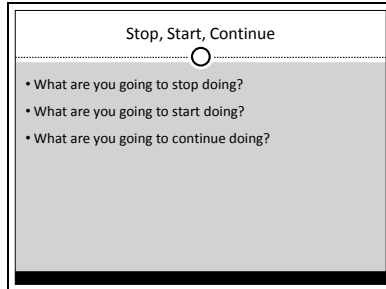 Stop, Start, Continue
• What are you going to stop doing?
• What are you going to start doing?
• What are you going to continue doing?